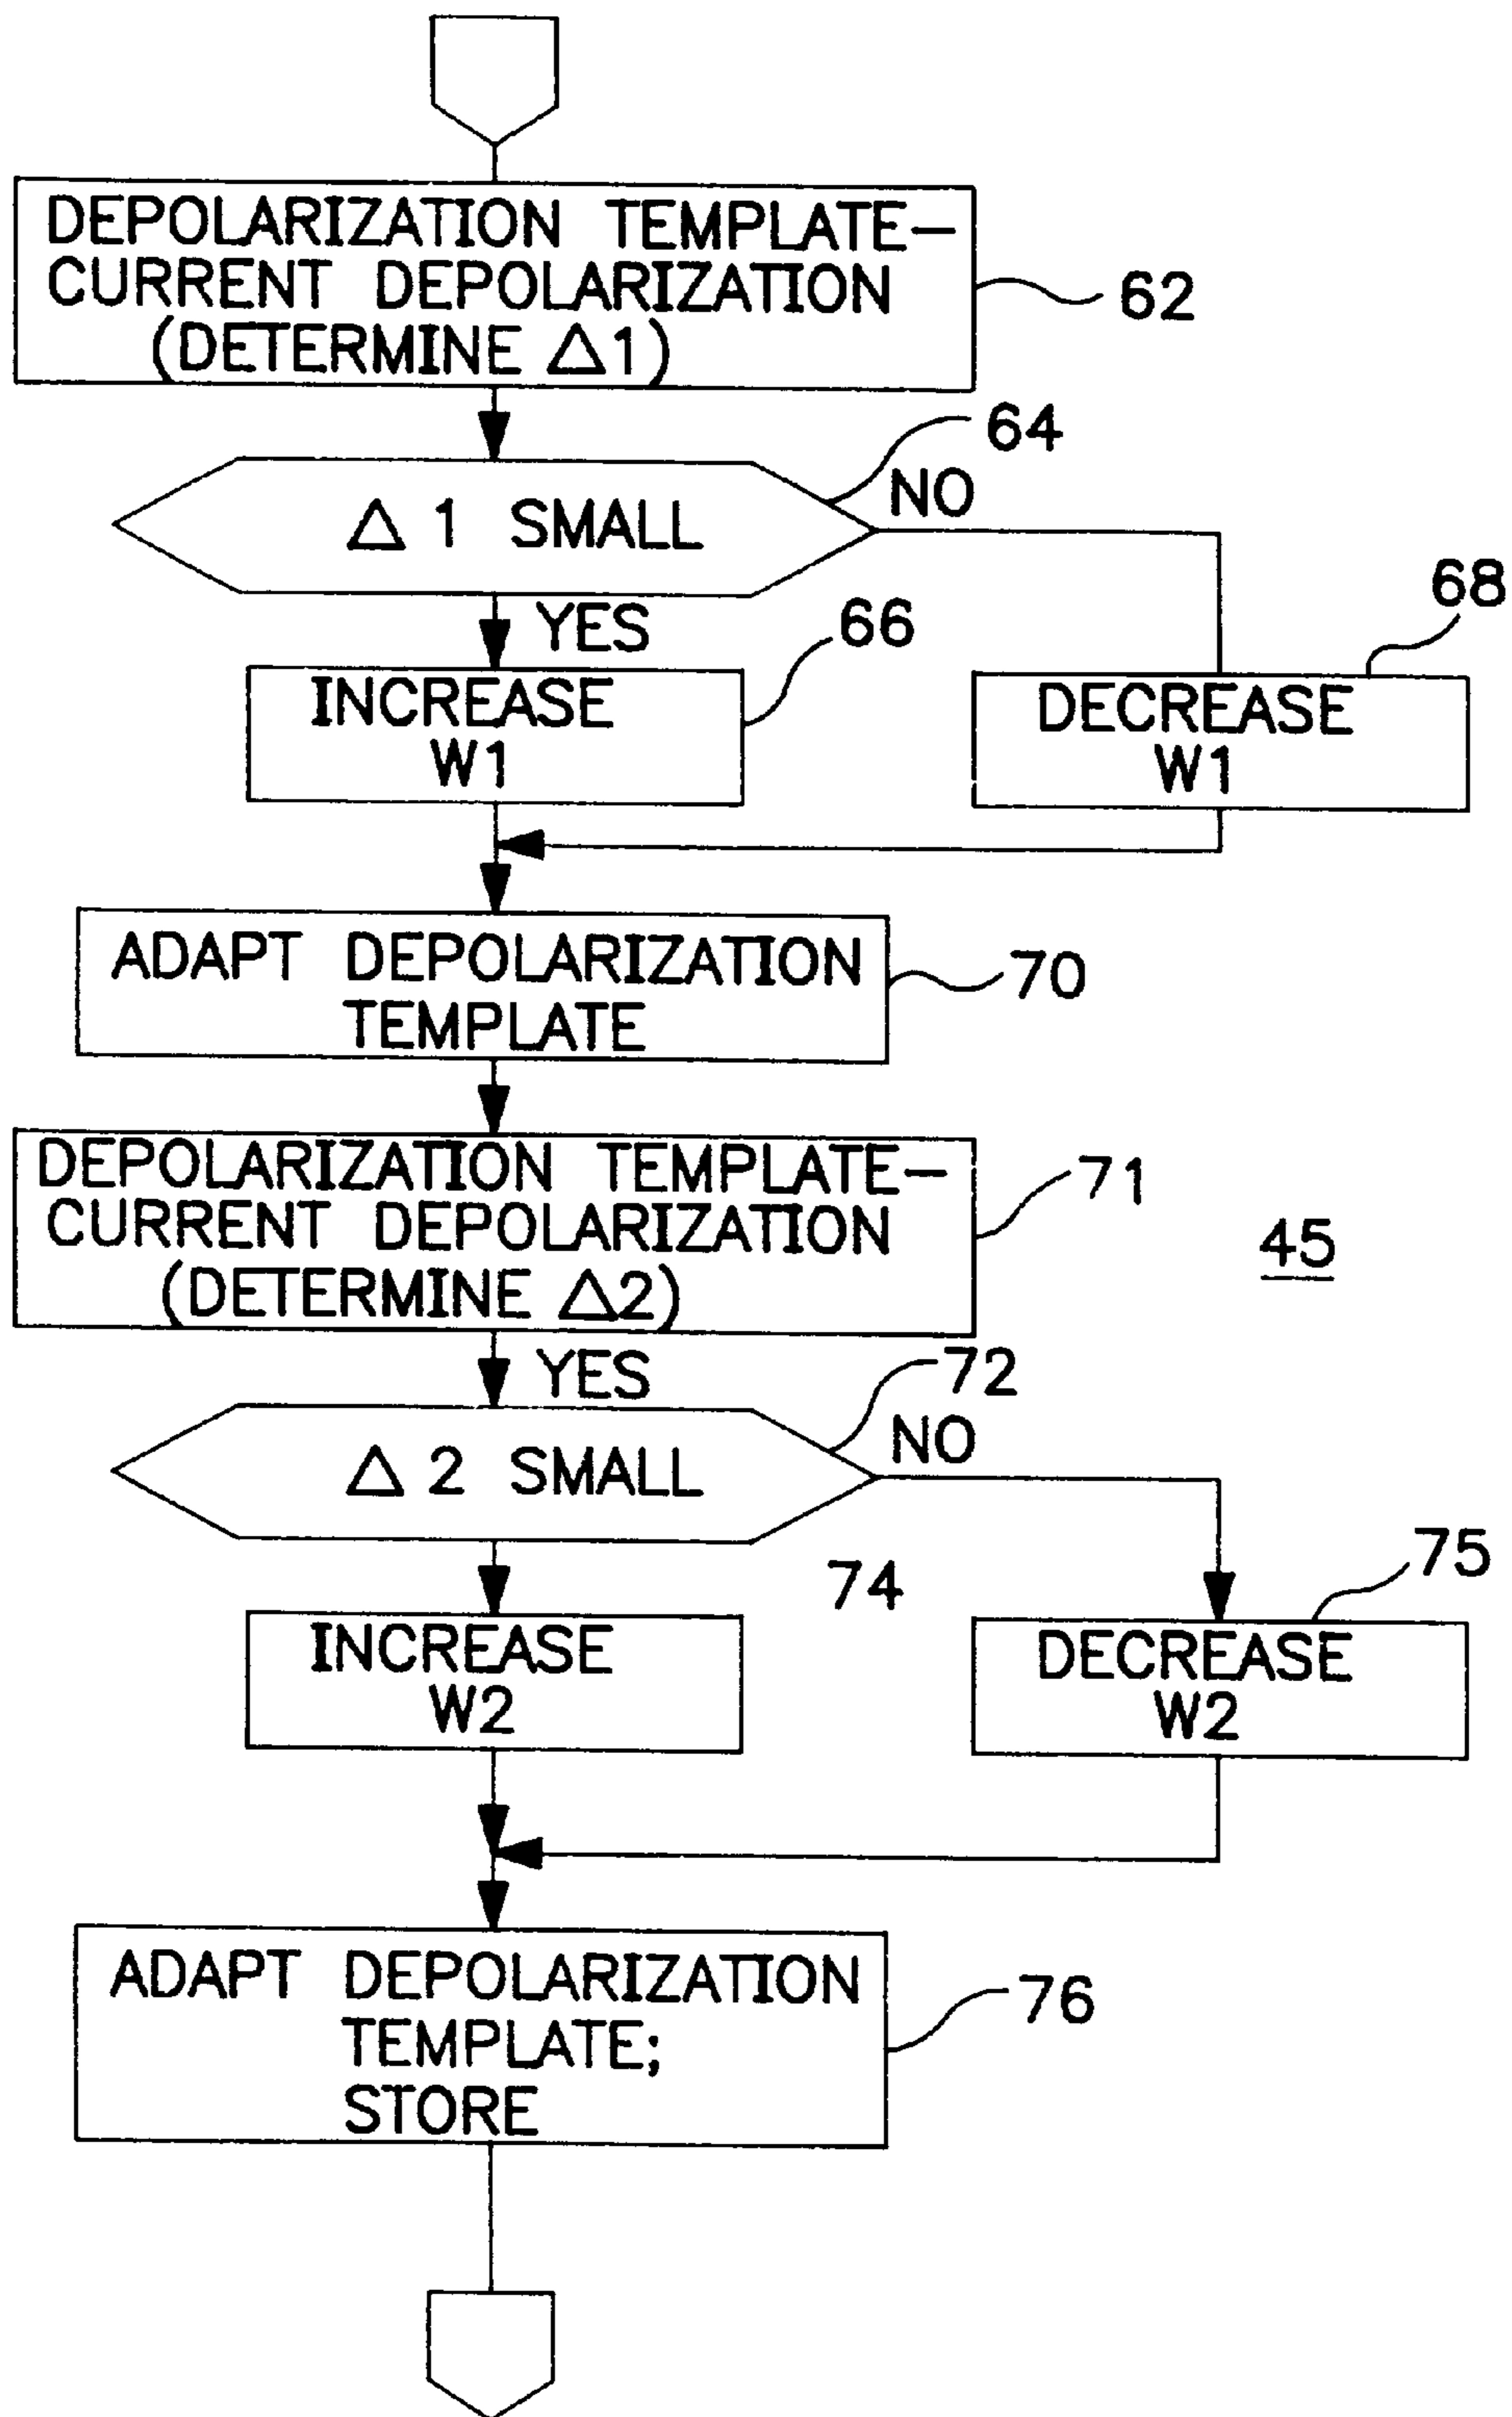 DEPOLARIZATION TEMPLATE-
CURRENT DEPOLARIZATION
(DETERMINE △1)
62
64
△ 1 SMALL
NO
YES
66
68
INCREASE
W1
DECREASE
W1
ADAPT DEPOLARIZATION
TEMPLATE
70
DEPOLARIZATION TEMPLATE-
CURRENT DEPOLARIZATION
(DETERMINE △2)
71
45
YES
72
△ 2 SMALL
NO
74
75
INCREASE
W2
DECREASE
W2
ADAPT DEPOLARIZATION
TEMPLATE;
STORE
76